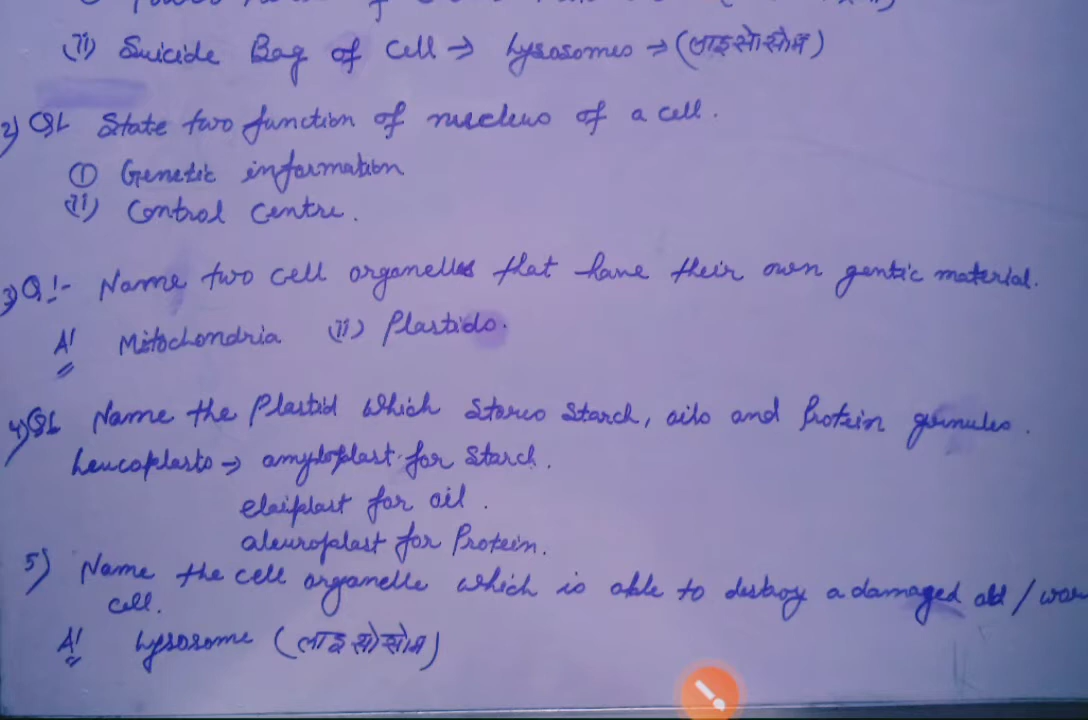 (ii) Suicide Bag of Cell → Lysosomes → (लाइसोसोम)
2) Q! State two function of nucleus of a cell.
① Genetic information
(ii) Control Centre.
3) Q!- Name two cell organelles that have their own gentic material.
A! Mitochondria (ii) Plastids.
4) Q! Name the Plastid which stores starch, oils and Protein grnules.
Leucoplasts → amyloplast for starch.
elaiplast for oil.
aleuroplast for Protein.
5) Name the cell organelle which is able to destroy a damaged old /
cell.
A! Lysosome (लाइसोसोम)